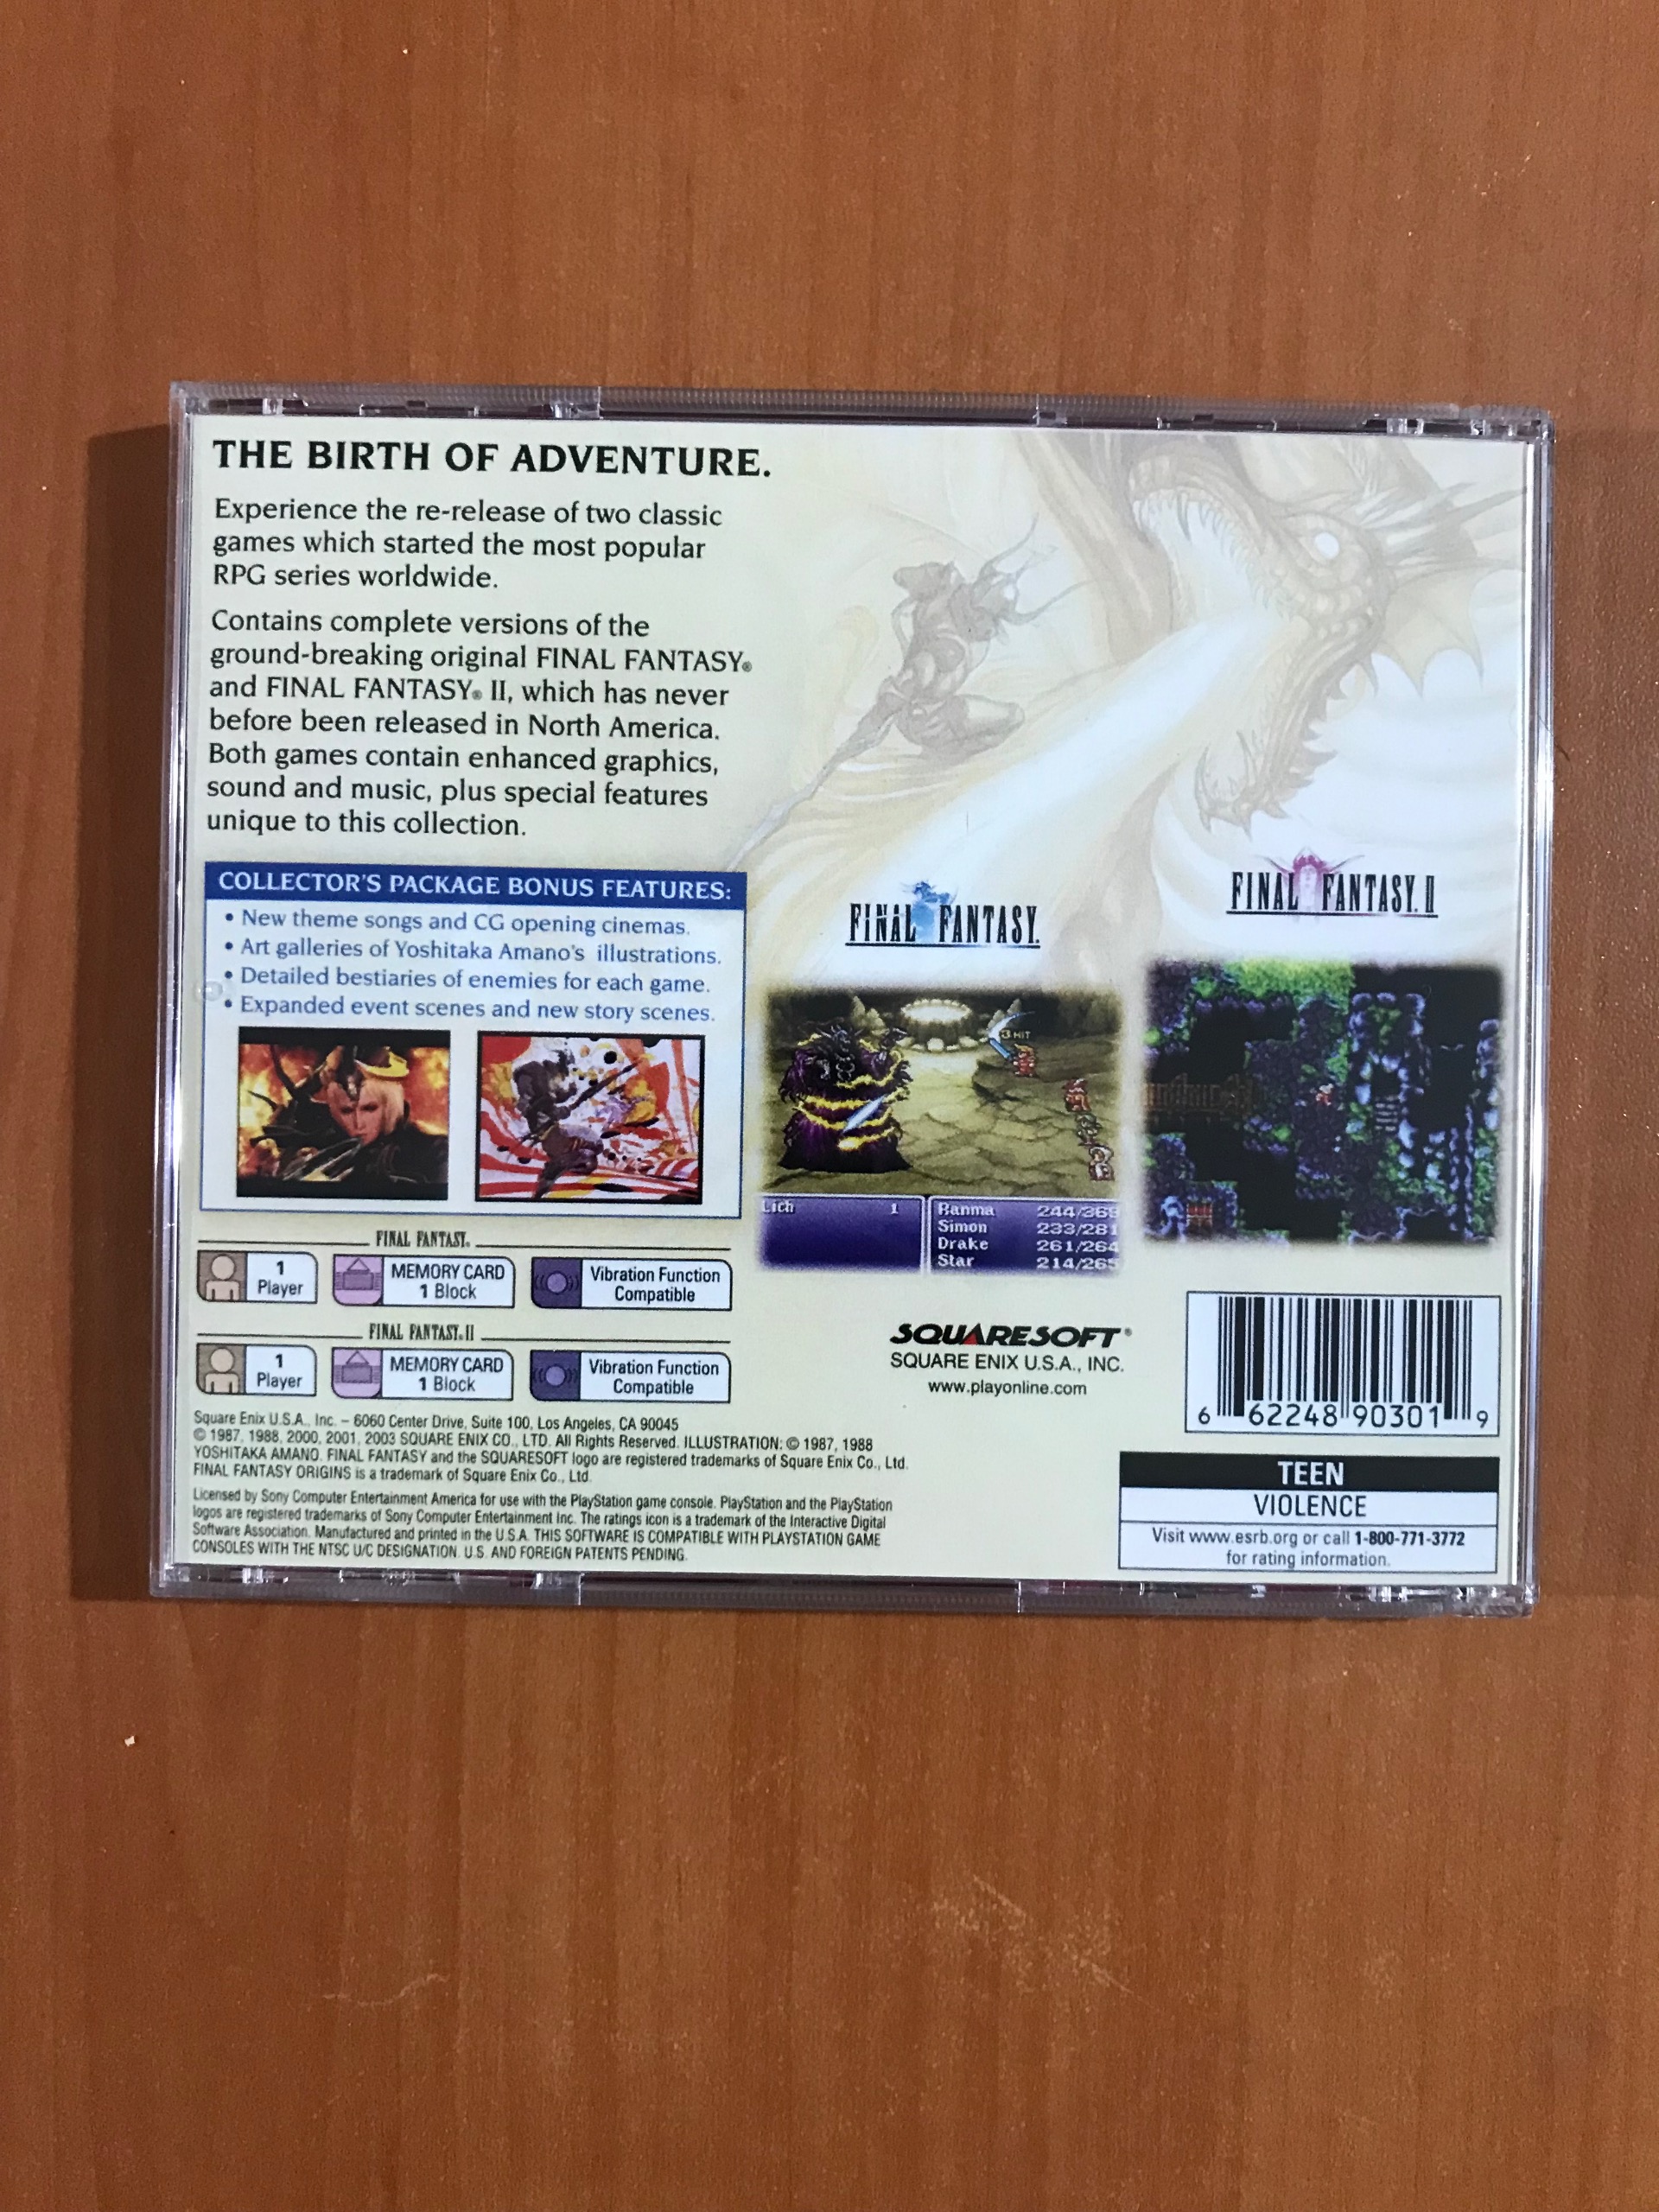 THE BIRTH OF ADVENTURE.
Experience the re-release of two classic
games which started the most popular
RPG series worldwide.
Contains complete versions of the
ground-breaking original FINAL FANTASY®
and FINAL FANTASY® II, which has never
before been released in North America.
Both games contain enhanced graphics,
sound and music, plus special features
unique to this collection.
COLLECTOR'S PACKAGE BONUS FEATURES:
• New theme songs and CG opening cinemas.
• Art galleries of Yoshitaka Amano's illustrations.
• Detailed bestiaries of enemies for each game.
• Expanded event scenes and new story scenes.
FINAL FANTASY®
FINAL FANTASY® II
3 HIT
Lich 1
Ranma 244/369
Simon 233/281
Drake 261/264
Star 214/265
FINAL FANTASY®
1
Player
MEMORY CARD
1 Block
Vibration Function
Compatible
FINAL FANTASY® II
1
Player
MEMORY CARD
1 Block
Vibration Function
Compatible
SQUARESOFT®
SQUARE ENIX U.S.A., INC.
www.playonline.com
6 62248 90301 9
Square Enix U.S.A., Inc. – 6060 Center Drive, Suite 100, Los Angeles, CA 90045
© 1987, 1988, 2000, 2001, 2003 SQUARE ENIX CO., LTD. All Rights Reserved. ILLUSTRATION: © 1987, 1988
YOSHITAKA AMANO. FINAL FANTASY and the SQUARESOFT logo are registered trademarks of Square Enix Co., Ltd.
FINAL FANTASY ORIGINS is a trademark of Square Enix Co., Ltd.
Licensed by Sony Computer Entertainment America for use with the PlayStation game console. PlayStation and the PlayStation
logos are registered trademarks of Sony Computer Entertainment Inc. The ratings icon is a trademark of the Interactive Digital
Software Association. Manufactured and printed in the U.S.A. THIS SOFTWARE IS COMPATIBLE WITH PLAYSTATION GAME
CONSOLES WITH THE NTSC U/C DESIGNATION. U.S. AND FOREIGN PATENTS PENDING.
TEEN
VIOLENCE
Visit www.esrb.org or call 1-800-771-3772
for rating information.